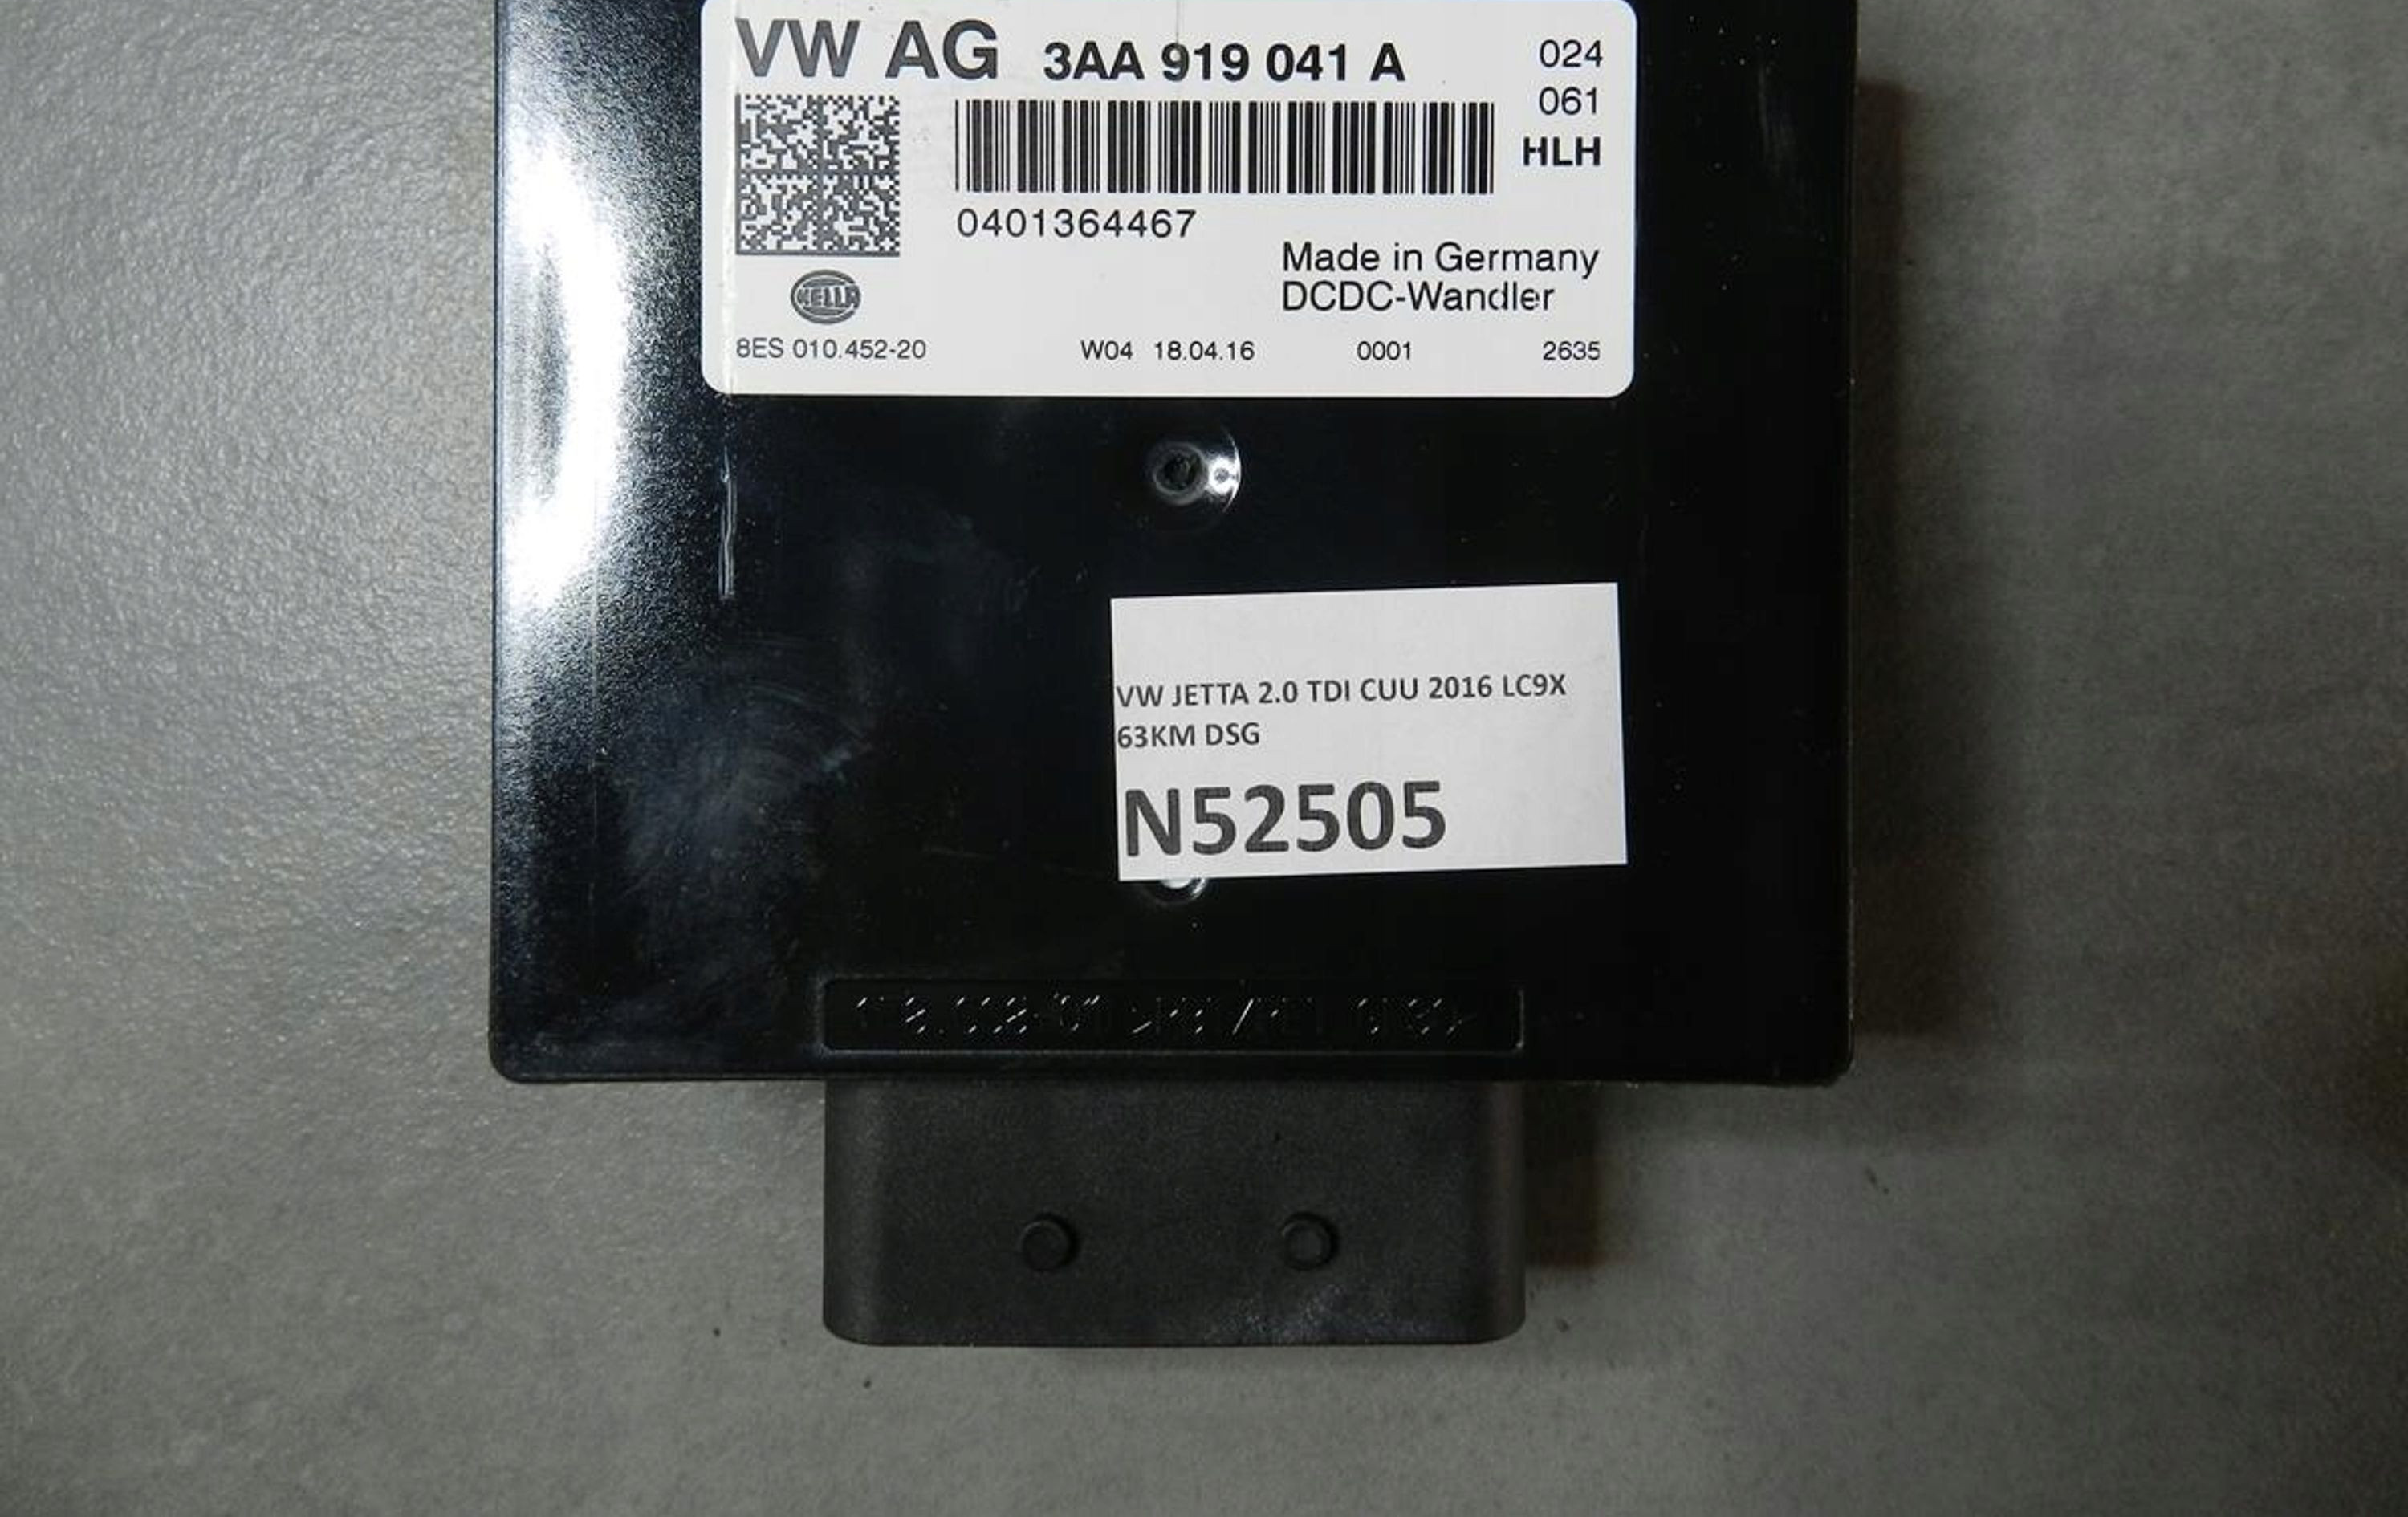 VW AG 3AA 919 041 A 024
061
HLH
0401364467
Made in Germany
DCDC-Wandler
HELLA
8ES 010.452-20 W04 18.04.16 0001 2635
VW JETTA 2.0 TDI CUU 2016 LC9X
63KM DSG
N52505